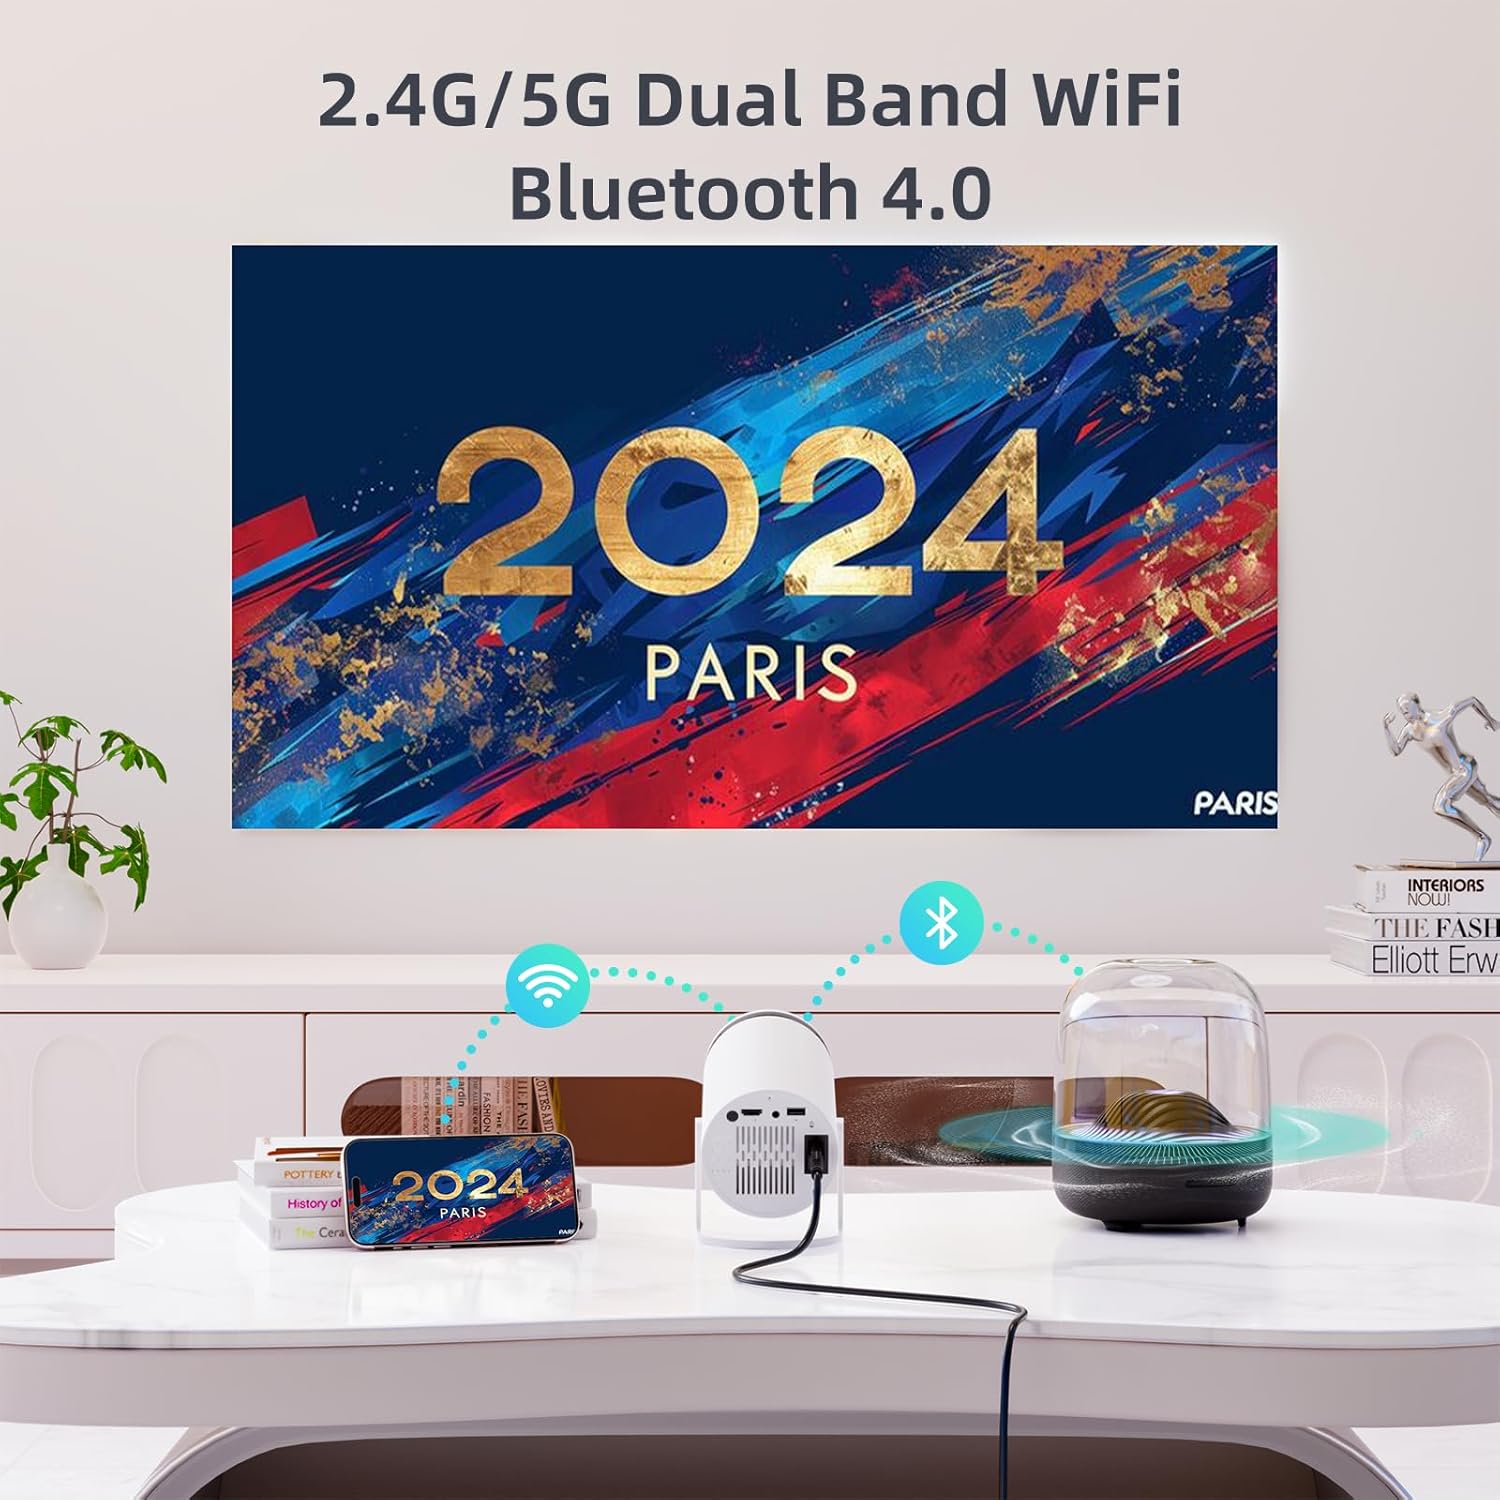 2.4G/5G Dual Band WiFi
Bluetooth 4.0
2024
PARIS
PARIS
INTERIORS
NOW!
THE FASH
Elliott Erw
POTTERY
History of
The Cera
2024
PARIS
PARIS
FASHION